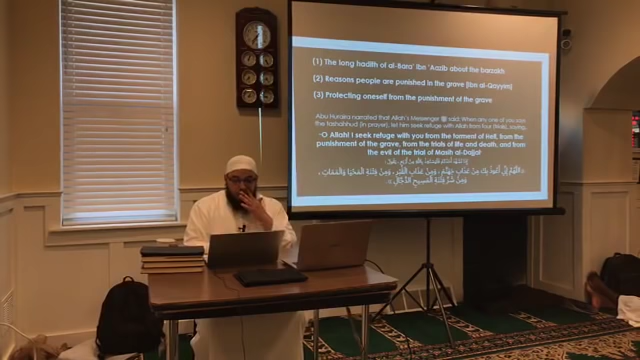 (1) The long hadith of al-Bara' Ibn 'Aazib about the barzakh
(2) Reasons people are punished in the grave (Ibn al-Qayyim)
(3) Protecting oneself from the punishment of the grave
Abu Huraira narrated that Allah's Messenger ﷺ said: When any one of you says
the tashahhud (in prayer), let him seek refuge with Allah from four (trials), saying,
"O Allah! I seek refuge with you from the torment of Hell, from the
punishment of the grave, from the trials of life and death, and from
the evil of the trial of Masih al-Dajjal"
إِذَا تَشَهَّدَ أَحَدُكُمْ فَلْيَسْتَعِذْ بِاللَّهِ مِنْ أَرْبَعٍ يَقُولُ
اللَّهُمَّ إِنِّي أَعُوذُ بِكَ مِنْ عَذَابِ جَهَنَّمَ ، وَمِنْ عَذَابِ الْقَبْرِ ، وَمِنْ فِتْنَةِ الْمَحْيَا وَالْمَمَاتِ ،
وَمِنْ شَرِّ فِتْنَةِ الْمَسِيحِ الدَّجَّالِ